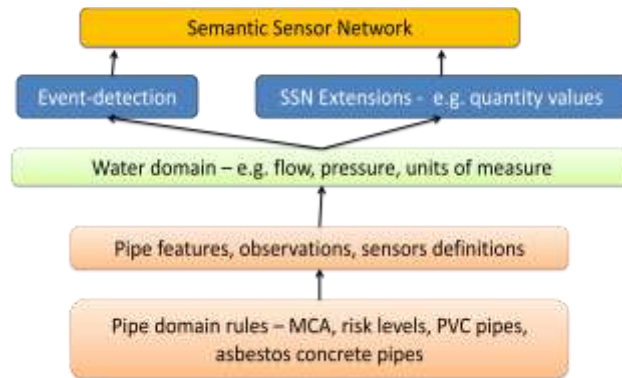 Semantic Sensor Network
Event-detection
SSN Extensions - e.g. quantity values
Water domain – e.g. flow, pressure, units of measure
Pipe features, observations, sensors definitions
Pipe domain rules – MCA, risk levels, PVC pipes,
asbestos concrete pipes